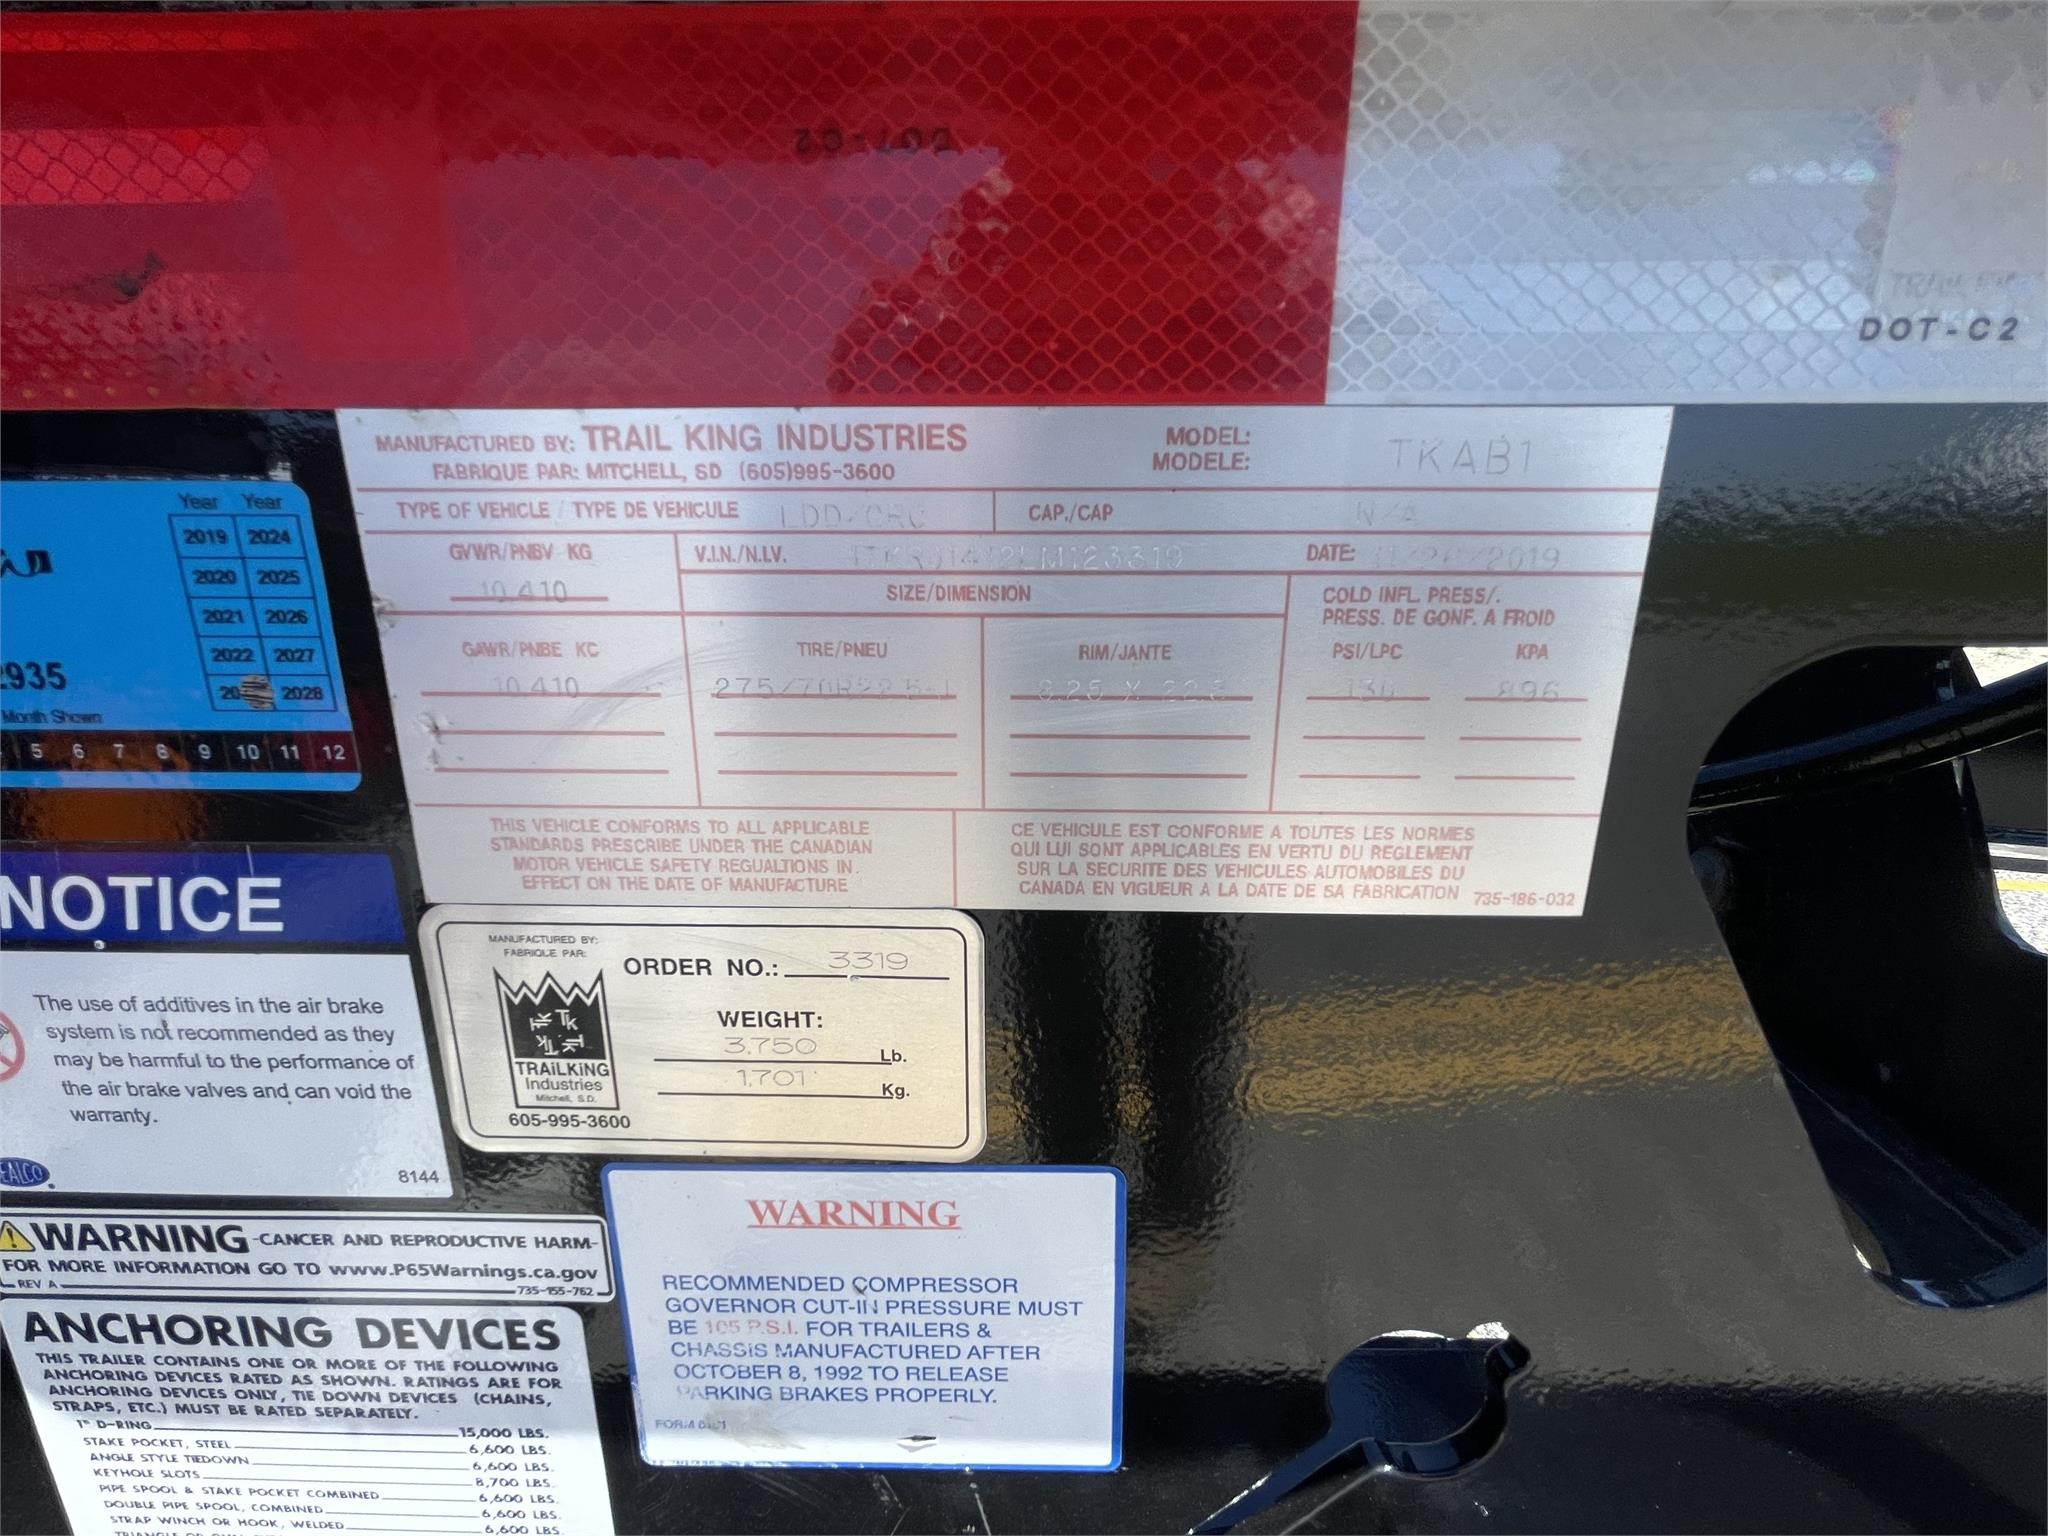 DOT-C2
DOT-C2
MANUFACTURED BY: TRAIL KING INDUSTRIES
FABRIQUE PAR: MITCHELL, SD (605)995-3600
MODEL:
MODELE:
TKAB1
TYPE OF VEHICLE / TYPE DE VEHICULE
CAP./CAP
N/A
GVWR/PNBV KG
10,410
V.I.N./N.I.V.
DATE:
SIZE/DIMENSION
COLD INFL. PRESS/.
PRESS. DE GONF. A FROID
GAWR/PNBE KC
TIRE/PNEU
RIM/JANTE
PSI/LPC
KPA
10,410
130
896
THIS VEHICLE CONFORMS TO ALL APPLICABLE
STANDARDS PRESCRIBE UNDER THE CANADIAN
MOTOR VEHICLE SAFETY REGUALTIONS IN
EFFECT ON THE DATE OF MANUFACTURE
CE VEHICULE EST CONFORME A TOUTES LES NORMES
QUI LUI SONT APPLICABLES EN VERTU DU REGLEMENT
SUR LA SECURITE DES VEHICULES AUTOMOBILES DU
CANADA EN VIGUEUR A LA DATE DE SA FABRICATION
735-186-032
Year Year
2019 2024
2020 2025
2021 2026
2022 2027
2028
2935
Month Shown
5 6 7 8 9 10 11 12
NOTICE
The use of additives in the air brake
system is not recommended as they
may be harmful to the performance of
the air brake valves and can void the
warranty.
8144
MANUFACTURED BY:
FABRIQUE PAR:
TK TK
TK TK
TRAILKING
Industries
Mitchell, S.D.
605-995-3600
ORDER NO.: 3319
WEIGHT:
3,750 Lb.
1,701 Kg.
WARNING -CANCER AND REPRODUCTIVE HARM-
FOR MORE INFORMATION GO TO www.P65Warnings.ca.gov
REV A
735-155-762
ANCHORING DEVICES
THIS TRAILER CONTAINS ONE OR MORE OF THE FOLLOWING
ANCHORING DEVICES RATED AS SHOWN. RATINGS ARE FOR
ANCHORING DEVICES ONLY, TIE DOWN DEVICES (CHAINS,
STRAPS, ETC.) MUST BE RATED SEPARATELY.
1" D-RING 15,000 LBS.
STAKE POCKET, STEEL 6,600 LBS.
ANGLE STYLE TIEDOWN 6,600 LBS.
KEYHOLE SLOTS 8,700 LBS.
PIPE SPOOL & STAKE POCKET COMBINED 6,600 LBS.
DOUBLE PIPE SPOOL, COMBINED 6,600 LBS.
STRAP WINCH OR HOOK, WELDED 6,600 LBS.
WARNING
RECOMMENDED COMPRESSOR
GOVERNOR CUT-IN PRESSURE MUST
BE 105 P.S.I. FOR TRAILERS &
CHASSIS MANUFACTURED AFTER
OCTOBER 8, 1992 TO RELEASE
PARKING BRAKES PROPERLY.